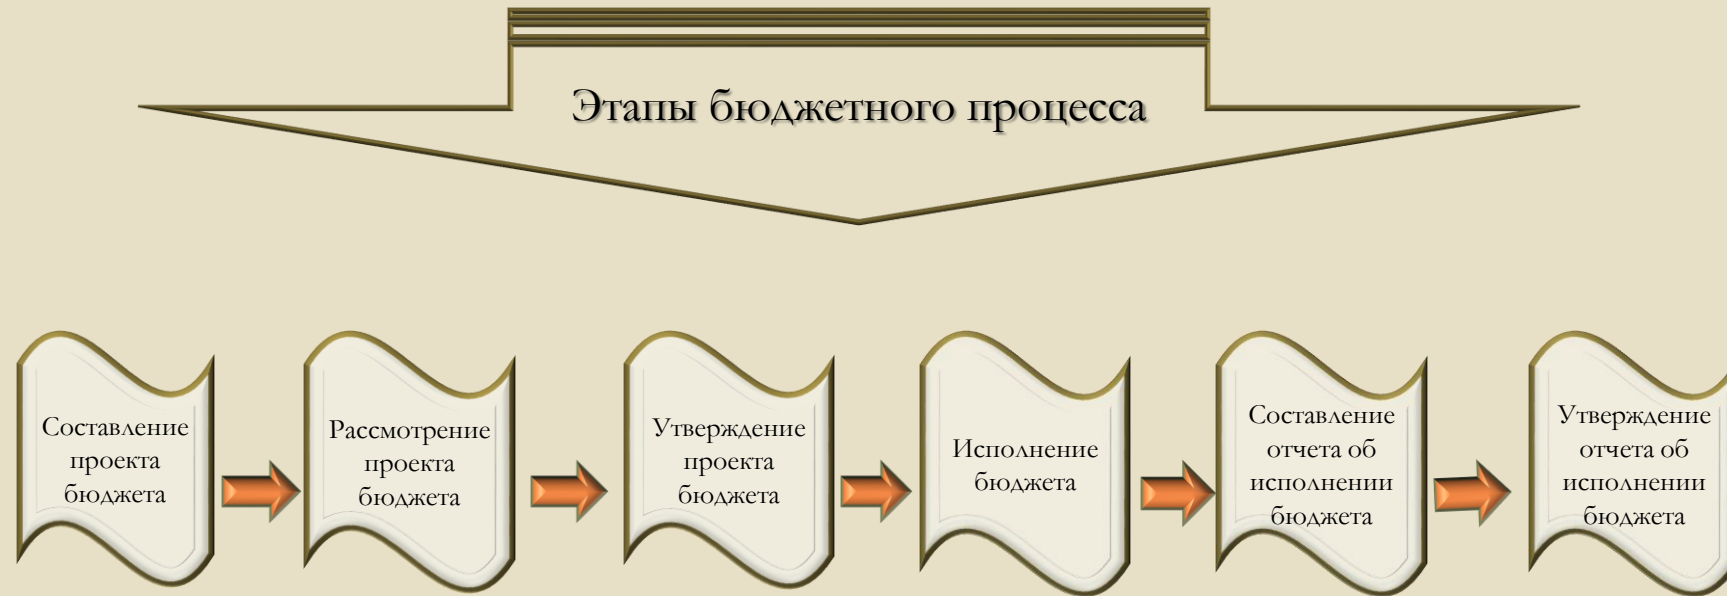 Этапы бюджетного процесса
Составление
проекта
бюджета
Рассмотрение
проекта
бюджета
Утверждение
проекта
бюджета
Исполнение
бюджета
Составление
отчета об
исполнении
бюджета
Утверждение
отчета об
исполнении
бюджета